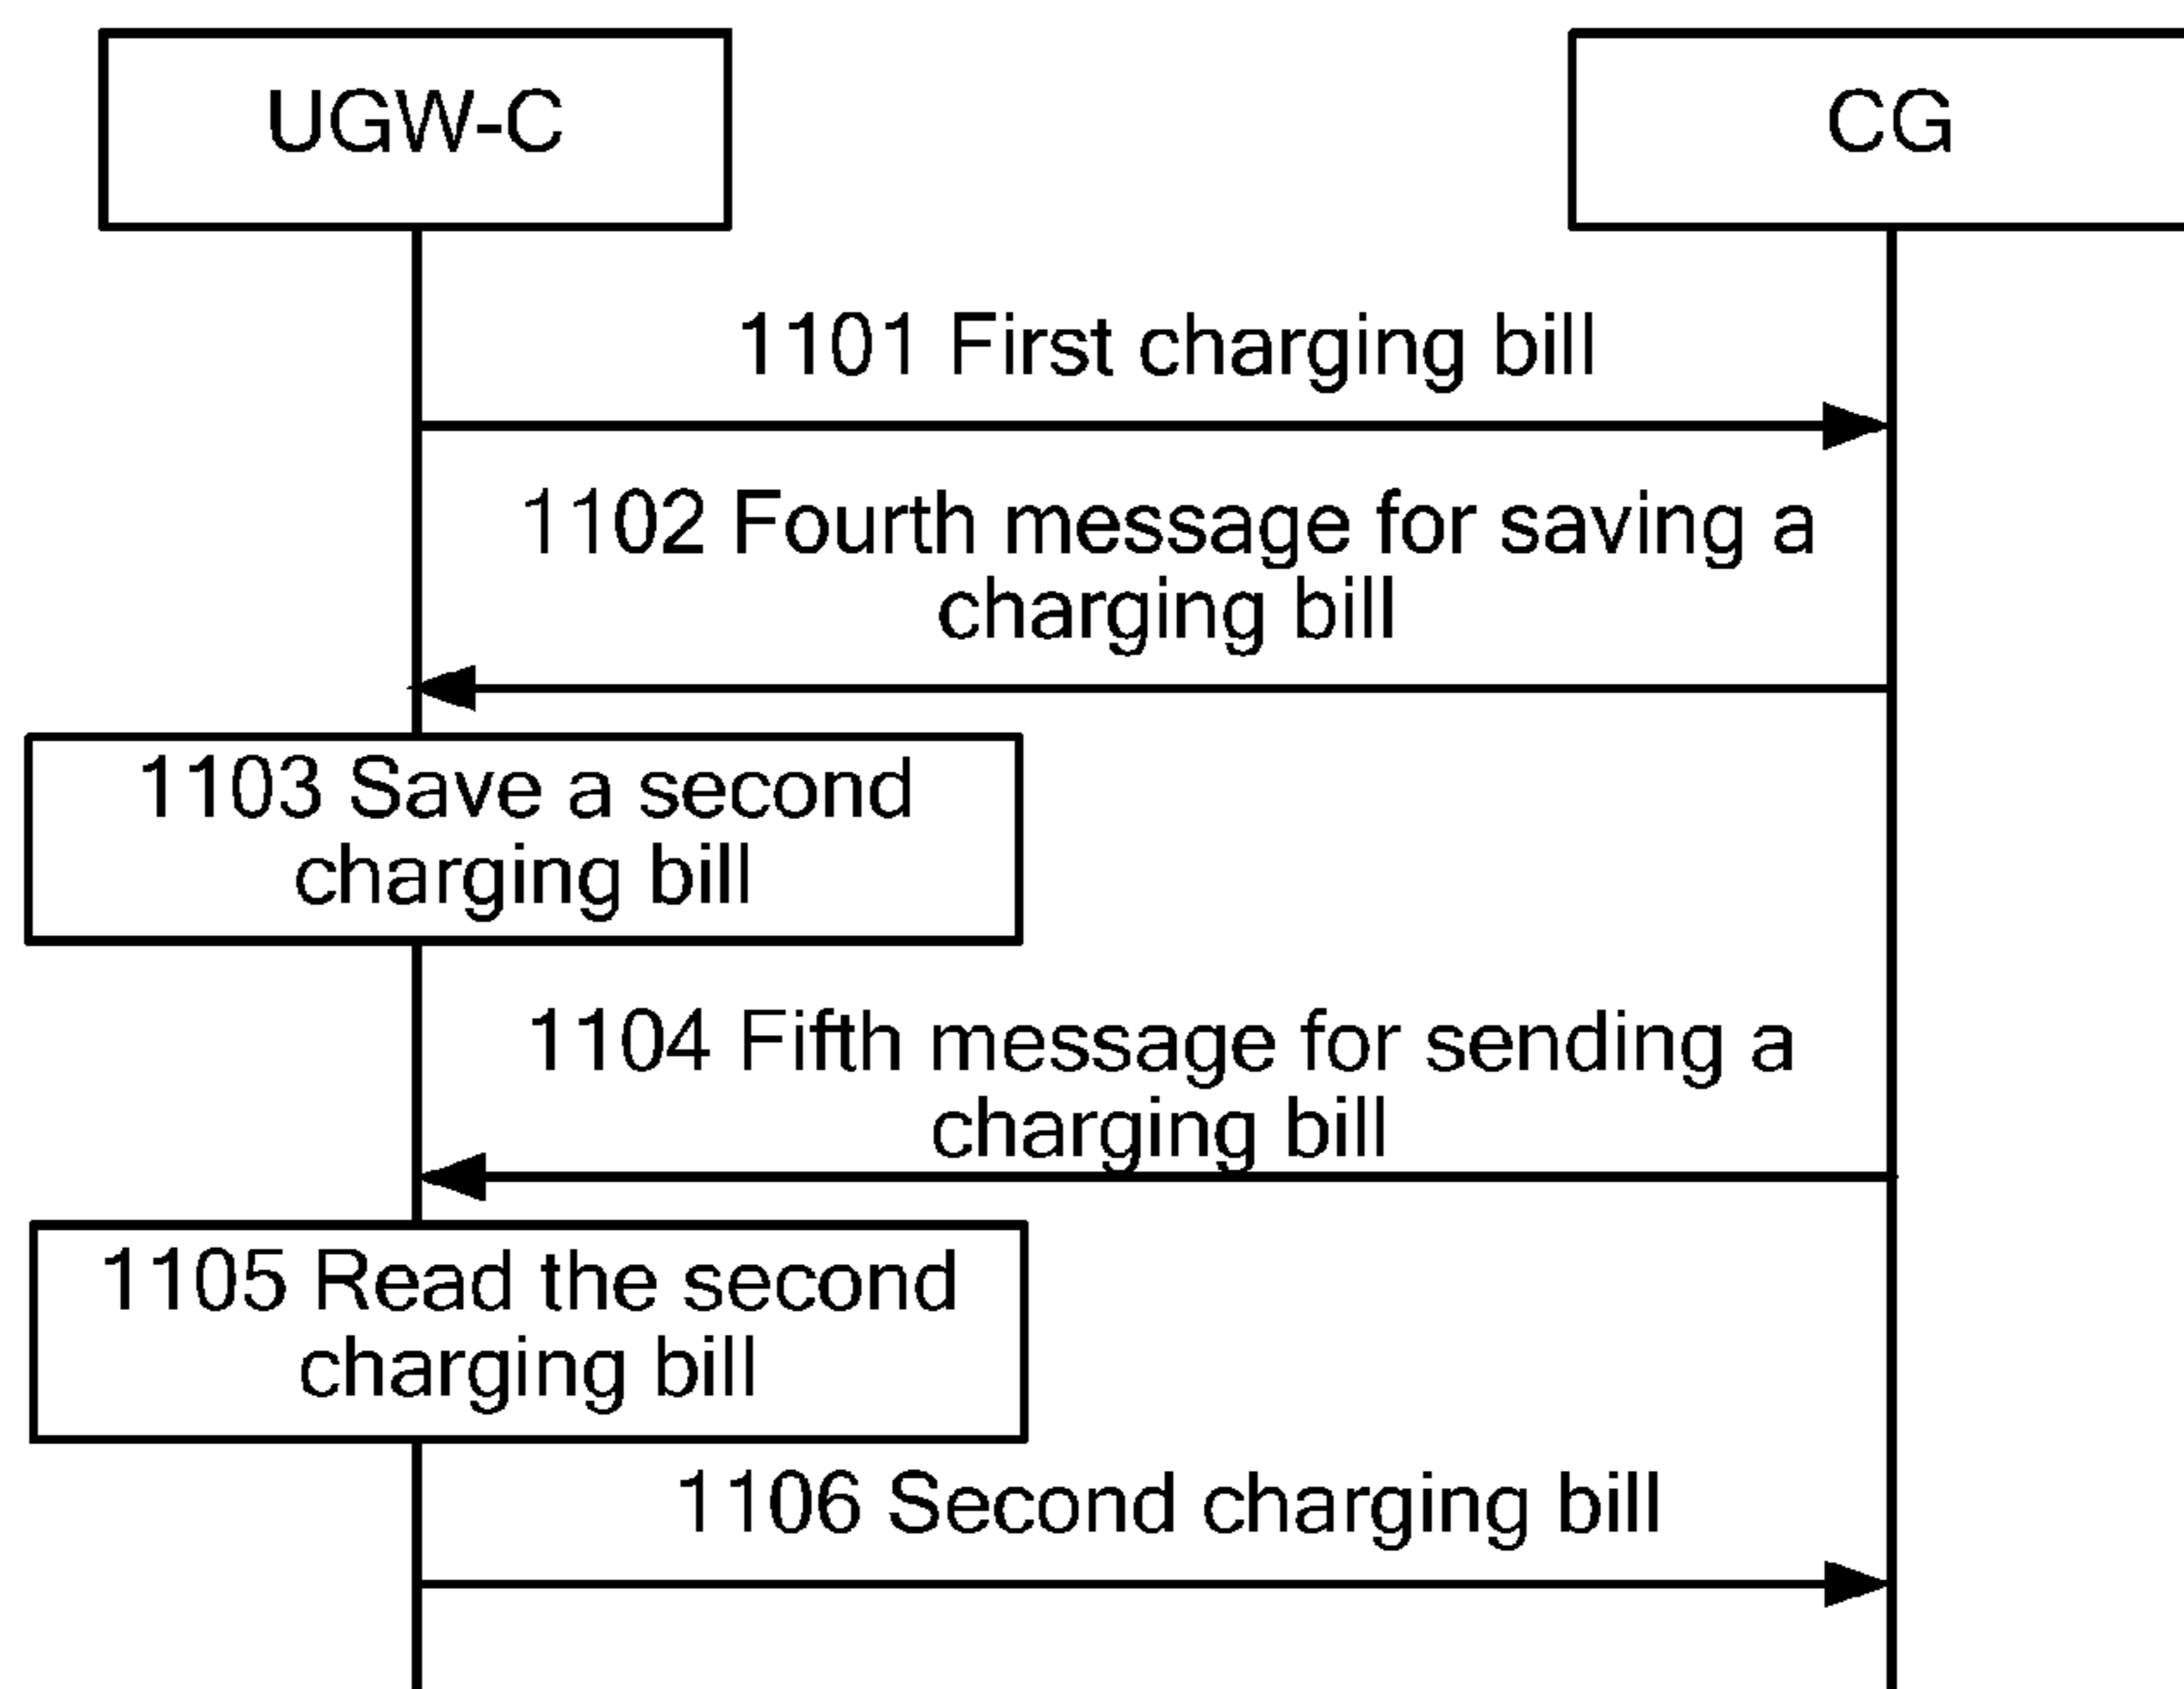 UGW-C
CG
1101 First charging bill
1102 Fourth message for saving a
charging bill
1103 Save a second
charging bill
1104 Fifth message for sending a
charging bill
1105 Read the second
charging bill
1106 Second charging bill